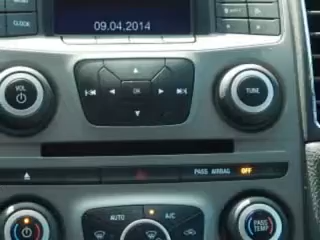 CLOCK
09.04.2014
VOL
OK
TUNE
PASS AIRBAG OFF
AUTO
A/C
PASS
TEMP